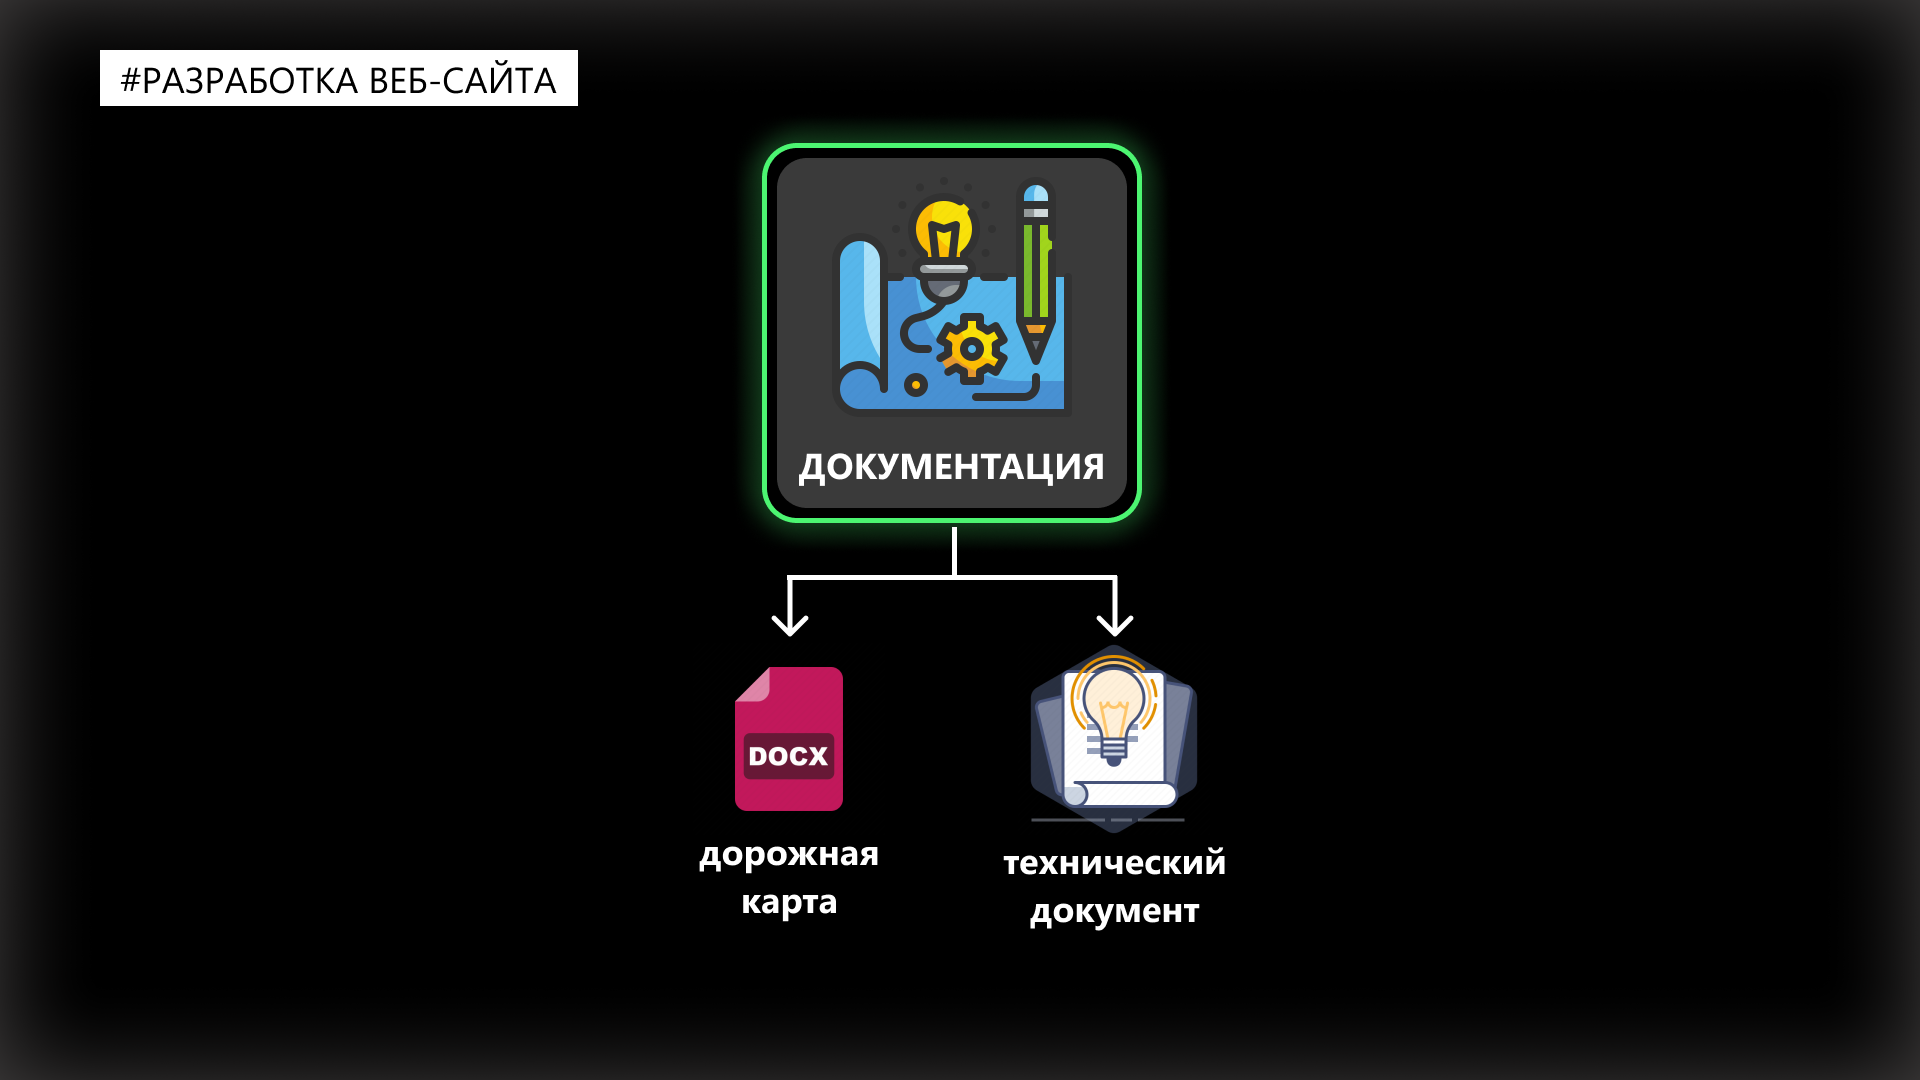 #РАЗРАБОТКА ВЕБ-САЙТА
ДОКУМЕНТАЦИЯ
DOCX
дорожная
карта
технический
документ